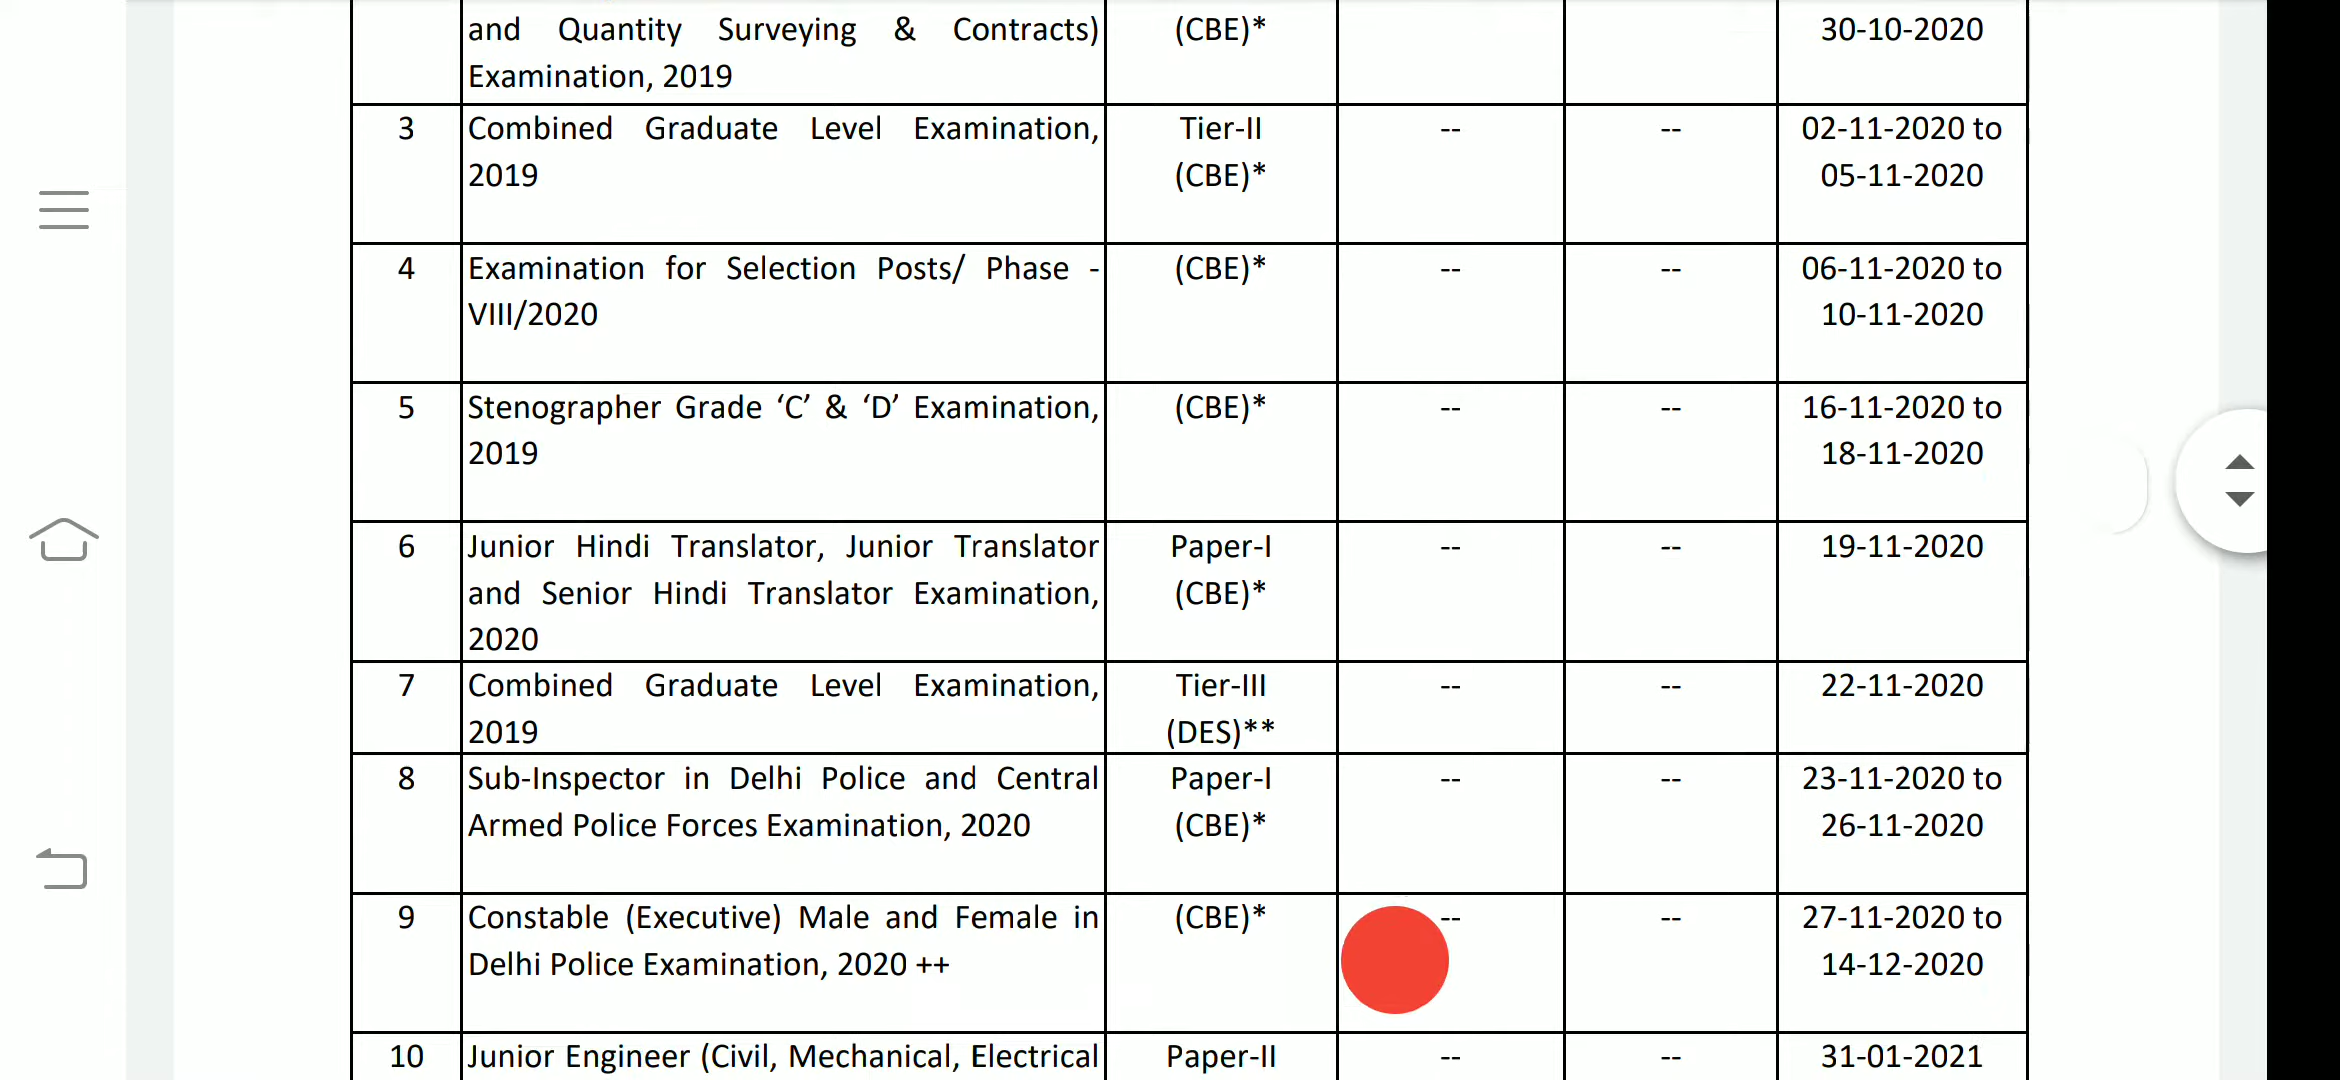 and Quantity Surveying & Contracts) (CBE)* 30-10-2020
Examination, 2019
3 Combined Graduate Level Examination, Tier-II -- -- 02-11-2020 to
2019 (CBE)* 05-11-2020
4 Examination for Selection Posts/ Phase - (CBE)* -- -- 06-11-2020 to
VIII/2020 10-11-2020
5 Stenographer Grade ‘C’ & ‘D’ Examination, (CBE)* -- -- 16-11-2020 to
2019 18-11-2020
6 Junior Hindi Translator, Junior Translator Paper-I -- -- 19-11-2020
and Senior Hindi Translator Examination, (CBE)*
2020
7 Combined Graduate Level Examination, Tier-III -- -- 22-11-2020
2019 (DES)**
8 Sub-Inspector in Delhi Police and Central Paper-I -- -- 23-11-2020 to
Armed Police Forces Examination, 2020 (CBE)* 26-11-2020
9 Constable (Executive) Male and Female in (CBE)* -- -- 27-11-2020 to
Delhi Police Examination, 2020 ++ 14-12-2020
10 Junior Engineer (Civil, Mechanical, Electrical Paper-II -- -- 31-01-2021